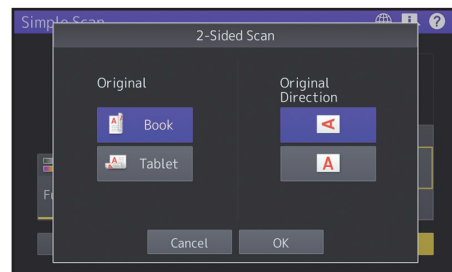 Simple Scan
2-Sided Scan
Original
Book
Tablet
Original
Direction
A
A
Cancel
OK